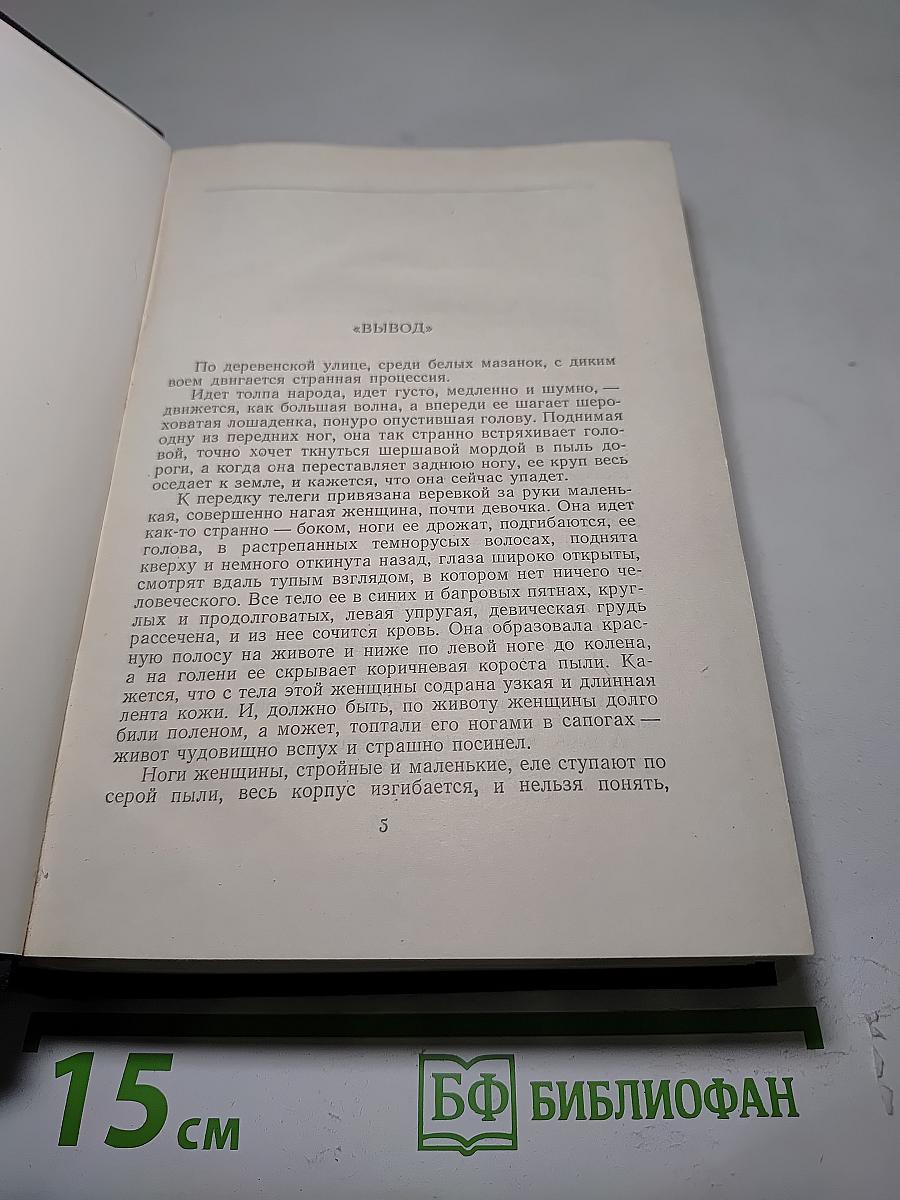 «ВЫВОД»
По деревенской улице, среди белых мазанок, с диким
воем двигается странная процессия.
Идет толпа народа, идет густо, медленно и шумно, —
движется, как большая волна, а впереди ее шагает шеро-
ховатая лошаденка, понуро опустившая голову. Поднимая
одну из передних ног, она так странно встряхивает голо-
вой, точно хочет ткнуться шершавой мордой в пыль до-
роги, а когда она переставляет заднюю ногу, ее круп весь
оседает к земле, и кажется, что она сейчас упадет.
К передку телеги привязана веревкой за руки малень-
кая, совершенно нагая женщина, почти девочка. Она идет
как-то странно — боком, ноги ее дрожат, подгибаются, ее
голова, в растрепанных темнорусых волосах, поднята
кверху и немного откинута назад, глаза широко открыты,
смотрят вдаль тупым взглядом, в котором нет ничего че-
ловеческого. Все тело ее в синих и багровых пятнах, круг-
лых и продолговатых, левая упругая, девическая грудь
рассечена, и из нее сочится кровь. Она образовала крас-
ную полосу на животе и ниже по левой ноге до колена,
а на голени ее скрывает коричневая короста пыли. Ка-
жется, что с тела этой женщины содрана узкая и длинная
лента кожи. И, должно быть, по животу женщины долго
били поленом, а может, топтали его ногами в сапогах —
живот чудовищно вспух и страшно посинел.
Ноги женщины, стройные и маленькие, еле ступают по
серой пыли, весь корпус изгибается, и нельзя понять,
5
15 см
БФ БИБЛИОФАН